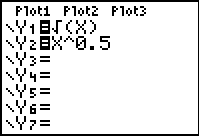 Plot1 Plot2 Plot3
\Y₁=√(X)
\Y₂=X^0.5
\Y₃=
\Y₄=
\Y₅=
\Y₆=
\Y₇=